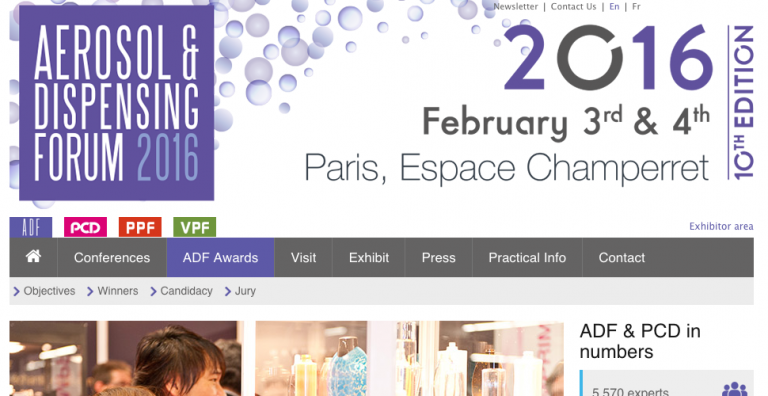 Newsletter | Contact Us | En | Fr
AEROSOL &
DISPENSING
FORUM 2016
2016
February 3rd & 4th
Paris, Espace Champerret
10TH EDITION
ADF PCD PPF VPF
Exhibitor area
Conferences ADF Awards Visit Exhibit Press Practical Info Contact
Objectives Winners Candidacy Jury
ADF & PCD in
numbers
5 570 experts